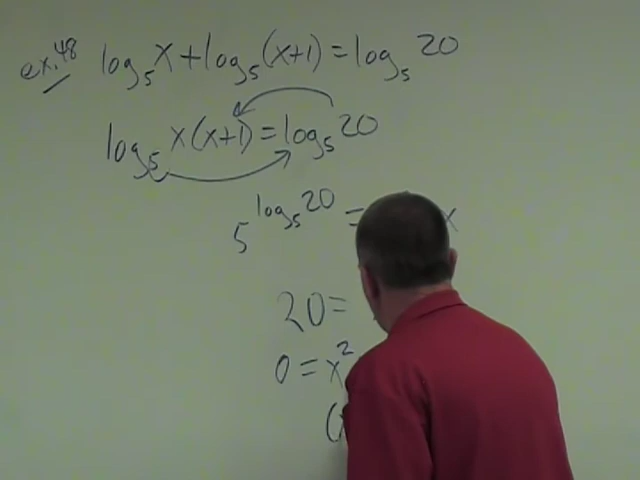 ex. 48 log₅ x + log₅ (x+1) = log₅ 20
log₅ x(x+1) = log₅ 20
5^log₅ 20 = x
20 =
0 = x²
(x